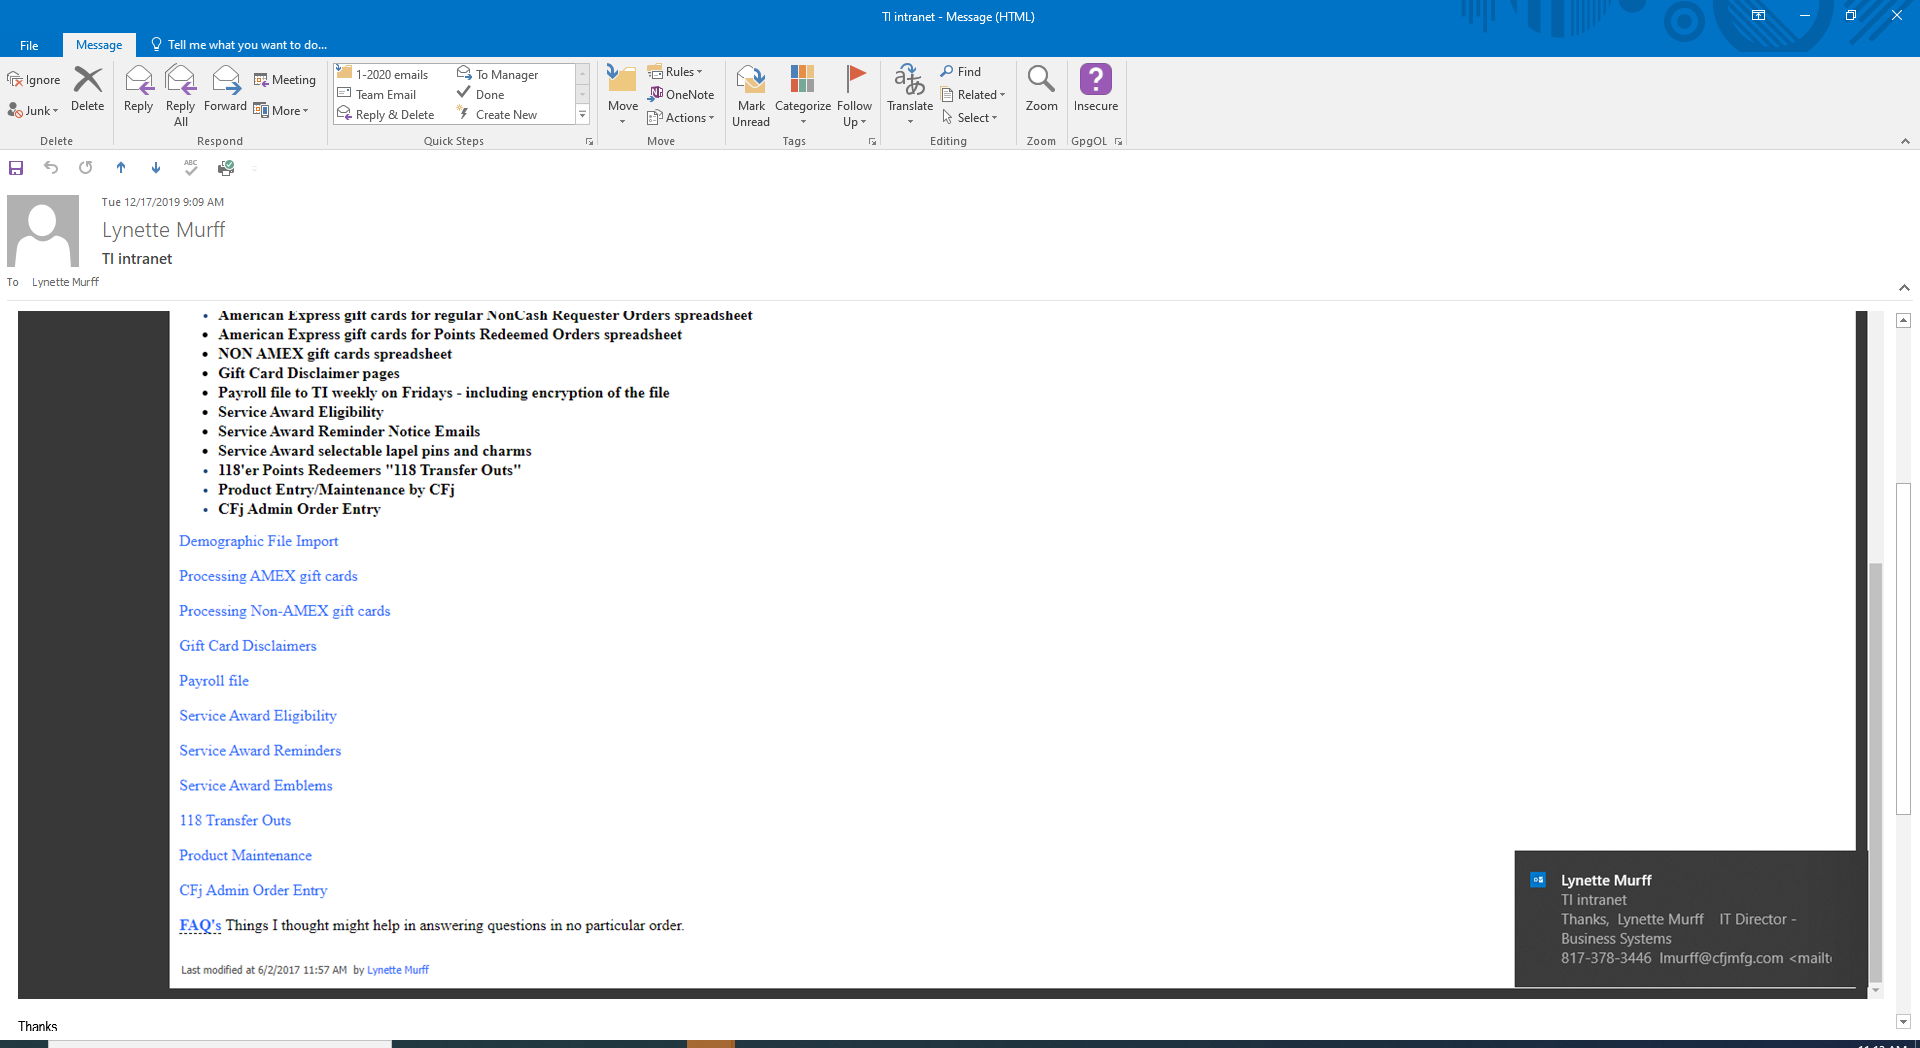 TI intranet - Message (HTML)
File
Message
Tell me what you want to do...
Ignore
Junk
Delete
Reply
Reply All
Forward
Meeting
More
1-2020 emails
To Manager
Team Email
Done
Reply & Delete
Create New
Move
Rules
OneNote
Actions
Mark Unread
Categorize
Follow Up
Translate
Find
Related
Select
Zoom
Insecure
Delete
Respond
Quick Steps
Move
Tags
Editing
Zoom
GpgOL
ABC
Tue 12/17/2019 9:09 AM
Lynette Murff
TI intranet
To Lynette Murff
• American Express gift cards for regular NonCash Requester Orders spreadsheet
• American Express gift cards for Points Redeemed Orders spreadsheet
• NON AMEX gift cards spreadsheet
• Gift Card Disclaimer pages
• Payroll file to TI weekly on Fridays - including encryption of the file
• Service Award Eligibility
• Service Award Reminder Notice Emails
• Service Award selectable lapel pins and charms
• 118'er Points Redeemers "118 Transfer Outs"
• Product Entry/Maintenance by CFj
• CFj Admin Order Entry
Demographic File Import
Processing AMEX gift cards
Processing Non-AMEX gift cards
Gift Card Disclaimers
Payroll file
Service Award Eligibility
Service Award Reminders
Service Award Emblems
118 Transfer Outs
Product Maintenance
CFj Admin Order Entry
FAQ's Things I thought might help in answering questions in no particular order.
Last modified at 6/2/2017 11:57 AM by Lynette Murff
Lynette Murff
TI intranet
Thanks, Lynette Murff IT Director -
Business Systems
817-378-3446 lmurff@cfjmfg.com <mailt
Thanks